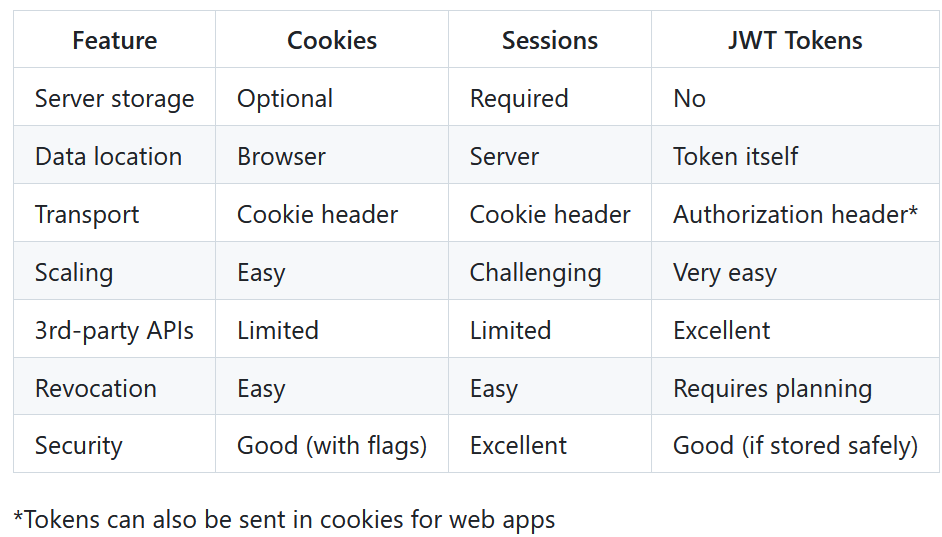 Feature Cookies Sessions JWT Tokens
Server storage Optional Required No
Data location Browser Server Token itself
Transport Cookie header Cookie header Authorization header*
Scaling Easy Challenging Very easy
3rd-party APIs Limited Limited Excellent
Revocation Easy Easy Requires planning
Security Good (with flags) Excellent Good (if stored safely)
*Tokens can also be sent in cookies for web apps